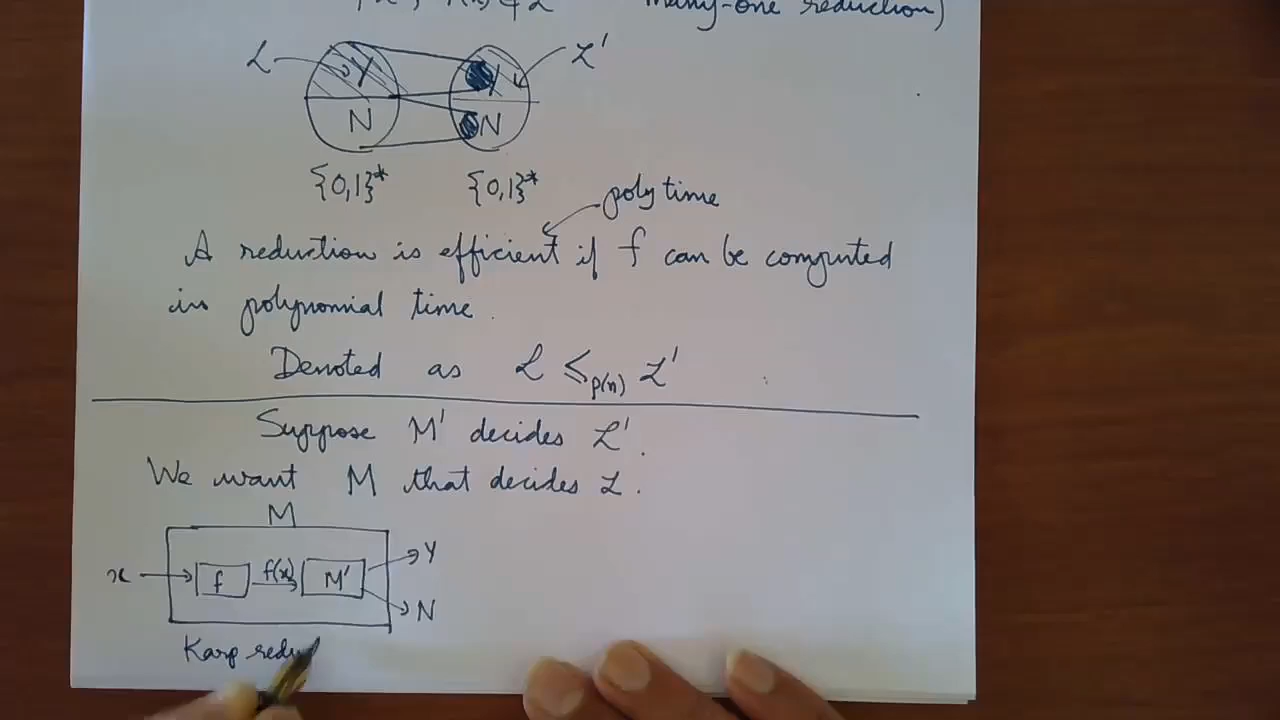 many-one reduction)
L Y Y L'
N N
{0,1}* {0,1}*
poly time
A reduction is efficient if f can be computed
in polynomial time.
Denoted as L ≤p(n) L'
Suppose M' decides L'.
We want M that decides L.
M
x f f(x) M' Y
N
Karp redu